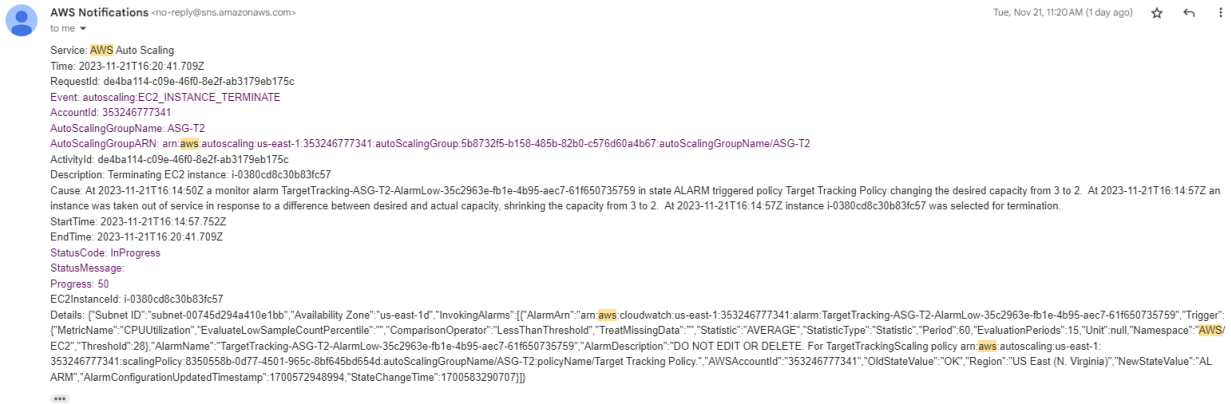 AWS Notifications <no-reply@sns.amazonaws.com>
Tue, Nov 21, 11:20 AM (1 day ago)
to me
Service: AWS Auto Scaling
Time: 2023-11-21T16:20:41.709Z
RequestId: de4ba114-c09e-46f0-8e2f-ab3179eb175c
Event: autoscaling:EC2_INSTANCE_TERMINATE
AccountId: 353246777341
AutoScalingGroupName: ASG-T2
AutoScalingGroupARN: arn:aws:autoscaling:us-east-1:353246777341:autoScalingGroup:5b8732f5-b158-485b-82b0-c576d60a4b67:autoScalingGroupName/ASG-T2
ActivityId: de4ba114-c09e-46f0-8e2f-ab3179eb175c
Description: Terminating EC2 instance: i-0380cd8c30b83fc57
Cause: At 2023-11-21T16:14:50Z a monitor alarm TargetTracking-ASG-T2-AlarmLow-35c2963e-fb1e-4b95-aec7-61f650735759 in state ALARM triggered policy Target Tracking Policy changing the desired capacity from 3 to 2. At 2023-11-21T16:14:57Z an
instance was taken out of service in response to a difference between desired and actual capacity, shrinking the capacity from 3 to 2. At 2023-11-21T16:14:57Z instance i-0380cd8c30b83fc57 was selected for termination.
StartTime: 2023-11-21T16:14:57.752Z
EndTime: 2023-11-21T16:20:41.709Z
StatusCode: InProgress
StatusMessage:
Progress: 50
EC2InstanceId: i-0380cd8c30b83fc57
Details: {"Subnet ID":"subnet-00745d294a410e1bb","Availability Zone":"us-east-1d","InvokingAlarms":[{"AlarmArn":"arn:aws:cloudwatch:us-east-1:353246777341:alarm:TargetTracking-ASG-T2-AlarmLow-35c2963e-fb1e-4b95-aec7-61f650735759","Trigger":
{"MetricName":"CPUUtilization","EvaluateLowSampleCountPercentile":"","ComparisonOperator":"LessThanThreshold","TreatMissingData":"","Statistic":"AVERAGE","StatisticType":"Statistic","Period":60,"EvaluationPeriods":15,"Unit":null,"Namespace":"AWS/
EC2","Threshold":28},"AlarmName":"TargetTracking-ASG-T2-AlarmLow-35c2963e-fb1e-4b95-aec7-61f650735759","AlarmDescription":"DO NOT EDIT OR DELETE. For TargetTrackingScaling policy arn:aws:autoscaling:us-east-1:
353246777341:scalingPolicy:8350558b-0d77-4501-965c-8bf645bd654d:autoScalingGroupName/ASG-T2:policyName/Target Tracking Policy.","AWSAccountId":"353246777341","OldStateValue":"OK","Region":"US East (N. Virginia)","NewStateValue":"AL
ARM","AlarmConfigurationUpdatedTimestamp":1700572948994,"StateChangeTime":1700583290707}]}